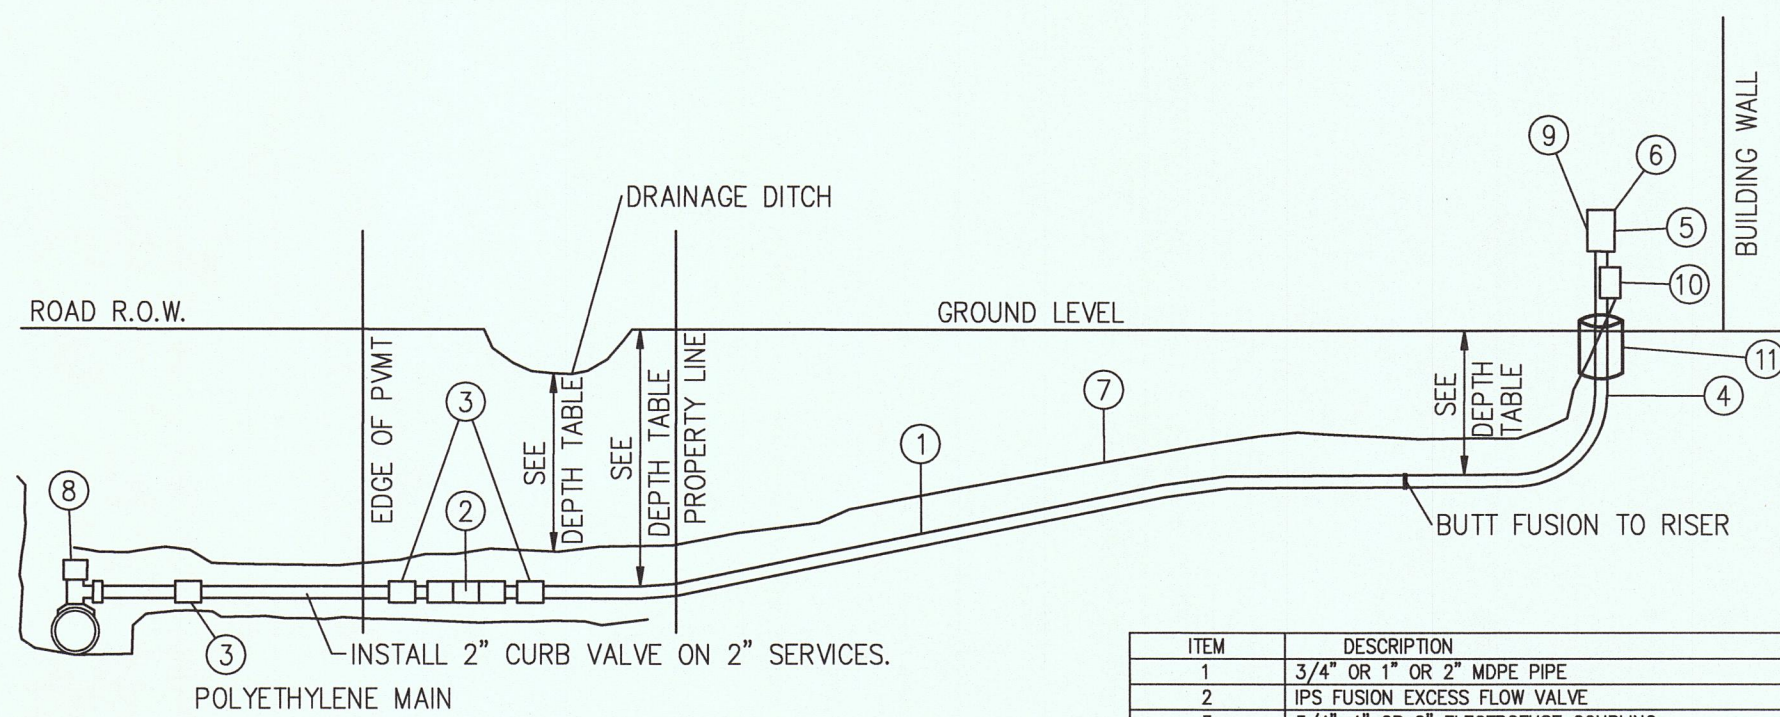 DRAINAGE DITCH
ROAD R.O.W.
GROUND LEVEL
BUILDING WALL
9
6
5
10
11
4
EDGE OF PVMT
SEE
DEPTH TABLE
SEE
DEPTH TABLE
PROPERTY LINE
SEE
DEPTH
TABLE
3
7
1
8
2
BUTT FUSION TO RISER
3
INSTALL 2" CURB VALVE ON 2" SERVICES.
POLYETHYLENE MAIN
ITEM DESCRIPTION
1 3/4" OR 1" OR 2" MDPE PIPE
2 IPS FUSION EXCESS FLOW VALVE